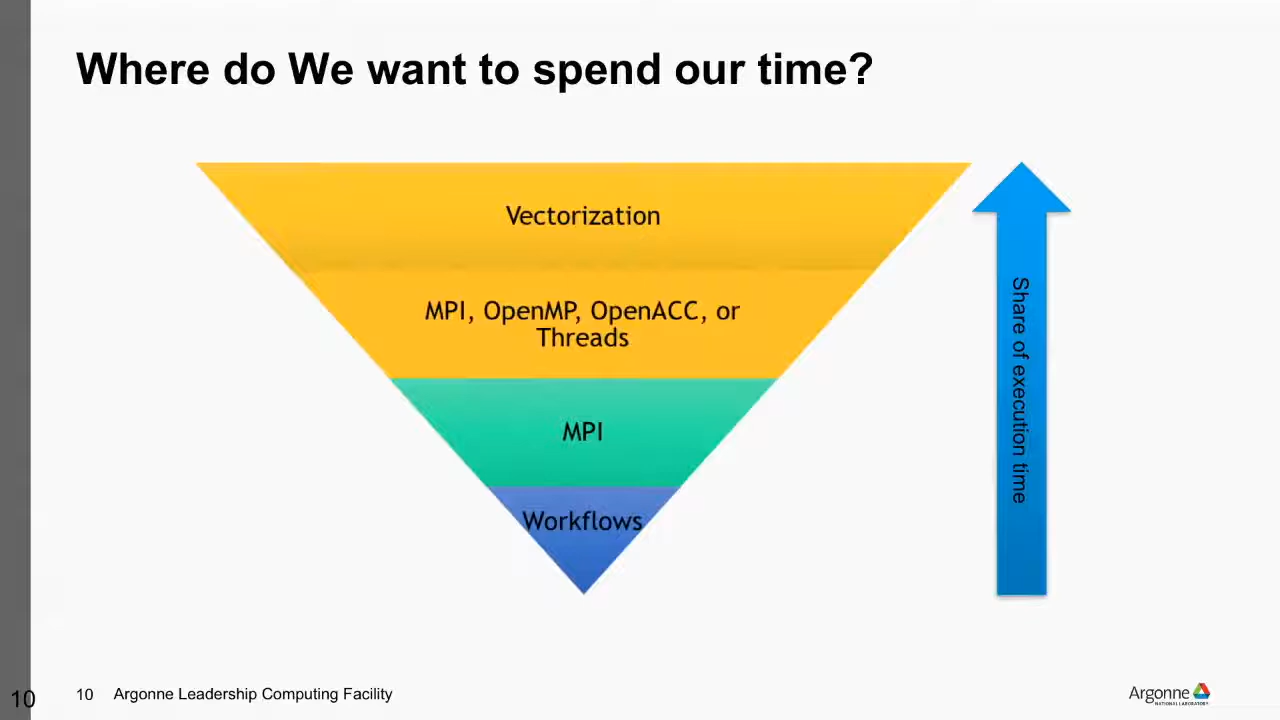 Where do We want to spend our time?
Vectorization
MPI, OpenMP, OpenACC, or
Threads
MPI
Workflows
Share of execution time
10
10 Argonne Leadership Computing Facility
Argonne
NATIONAL LABORATORY